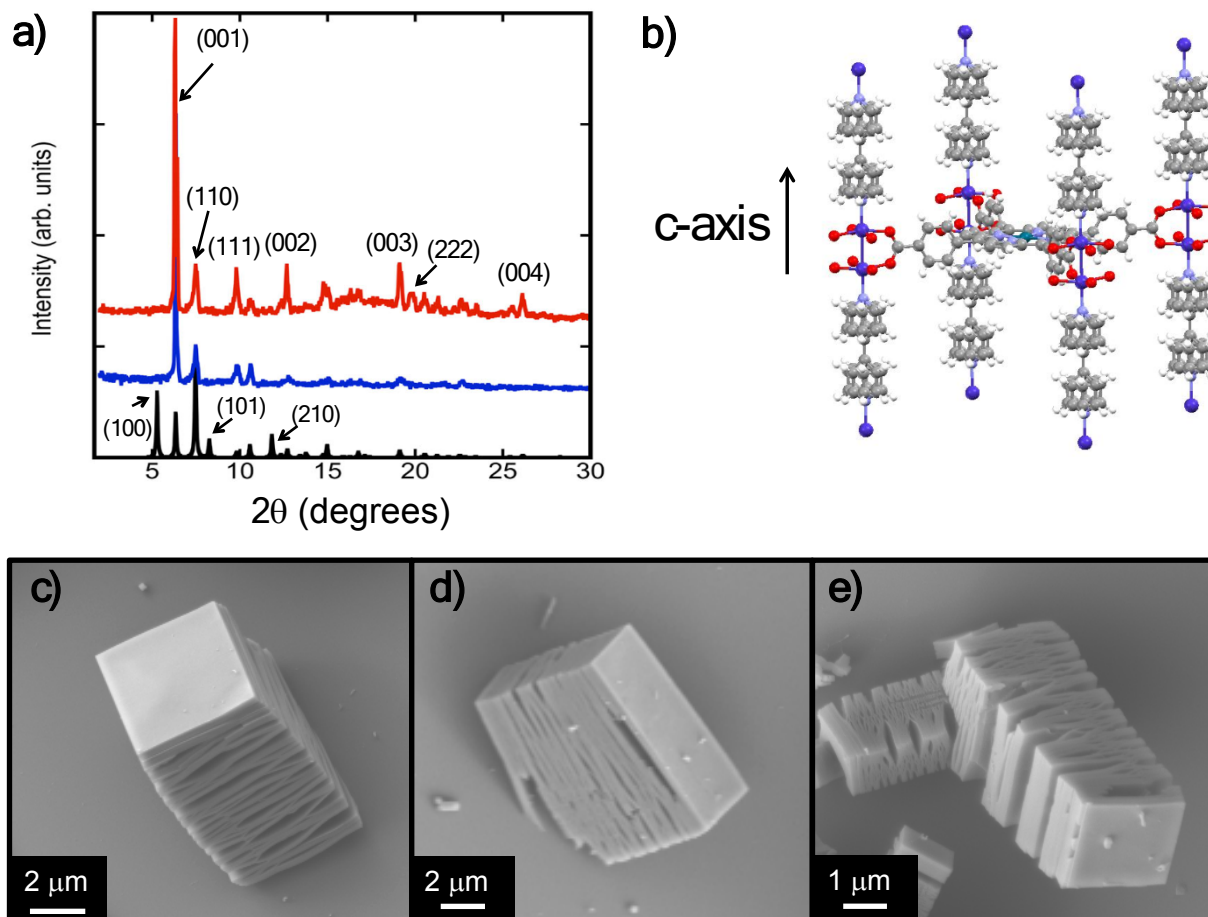 a)
Intensity (arb. units)
(001)
(110)
(111)
(002)
(003)
(222)
(004)
(100)
(101)
(210)
5
10
15
20
25
30
2θ (degrees)
b)
c-axis
c)
2 μm
d)
2 μm
e)
1 μm